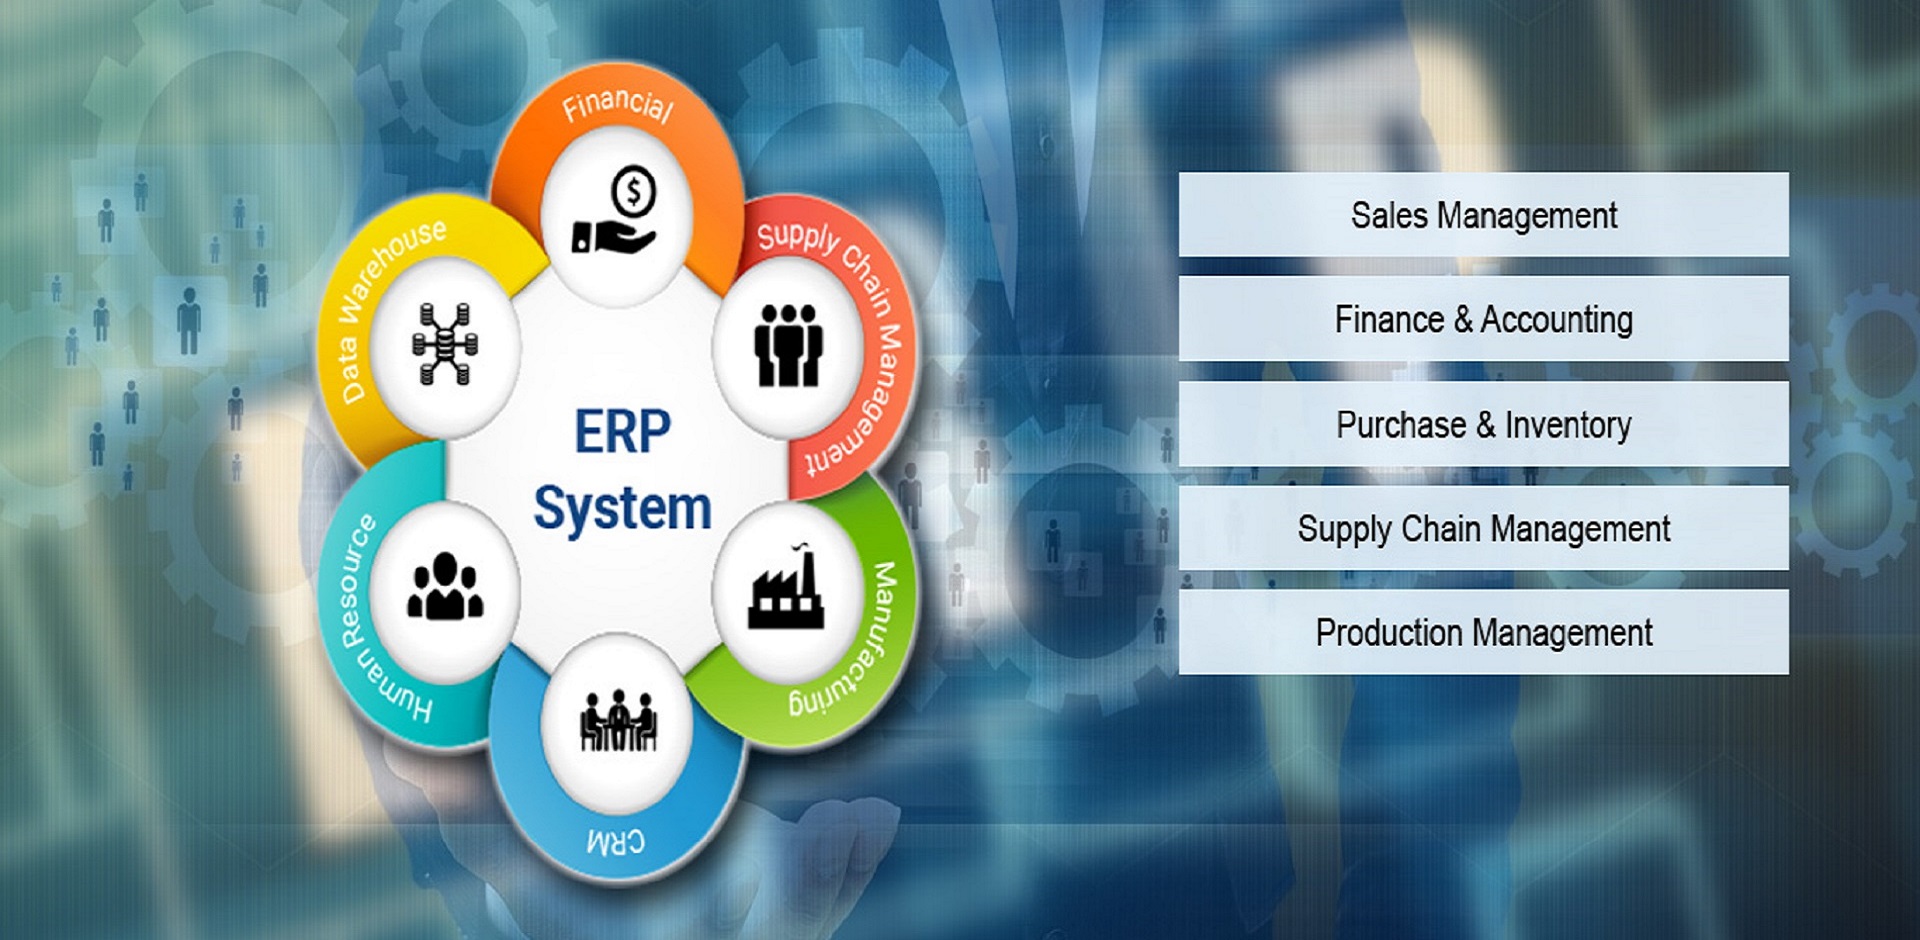 Financial
Supply Chain Management
Manufacturing
CRM
Human Resource
Data Warehouse
ERP
System
$
Sales Management
Finance & Accounting
Purchase & Inventory
Supply Chain Management
Production Management